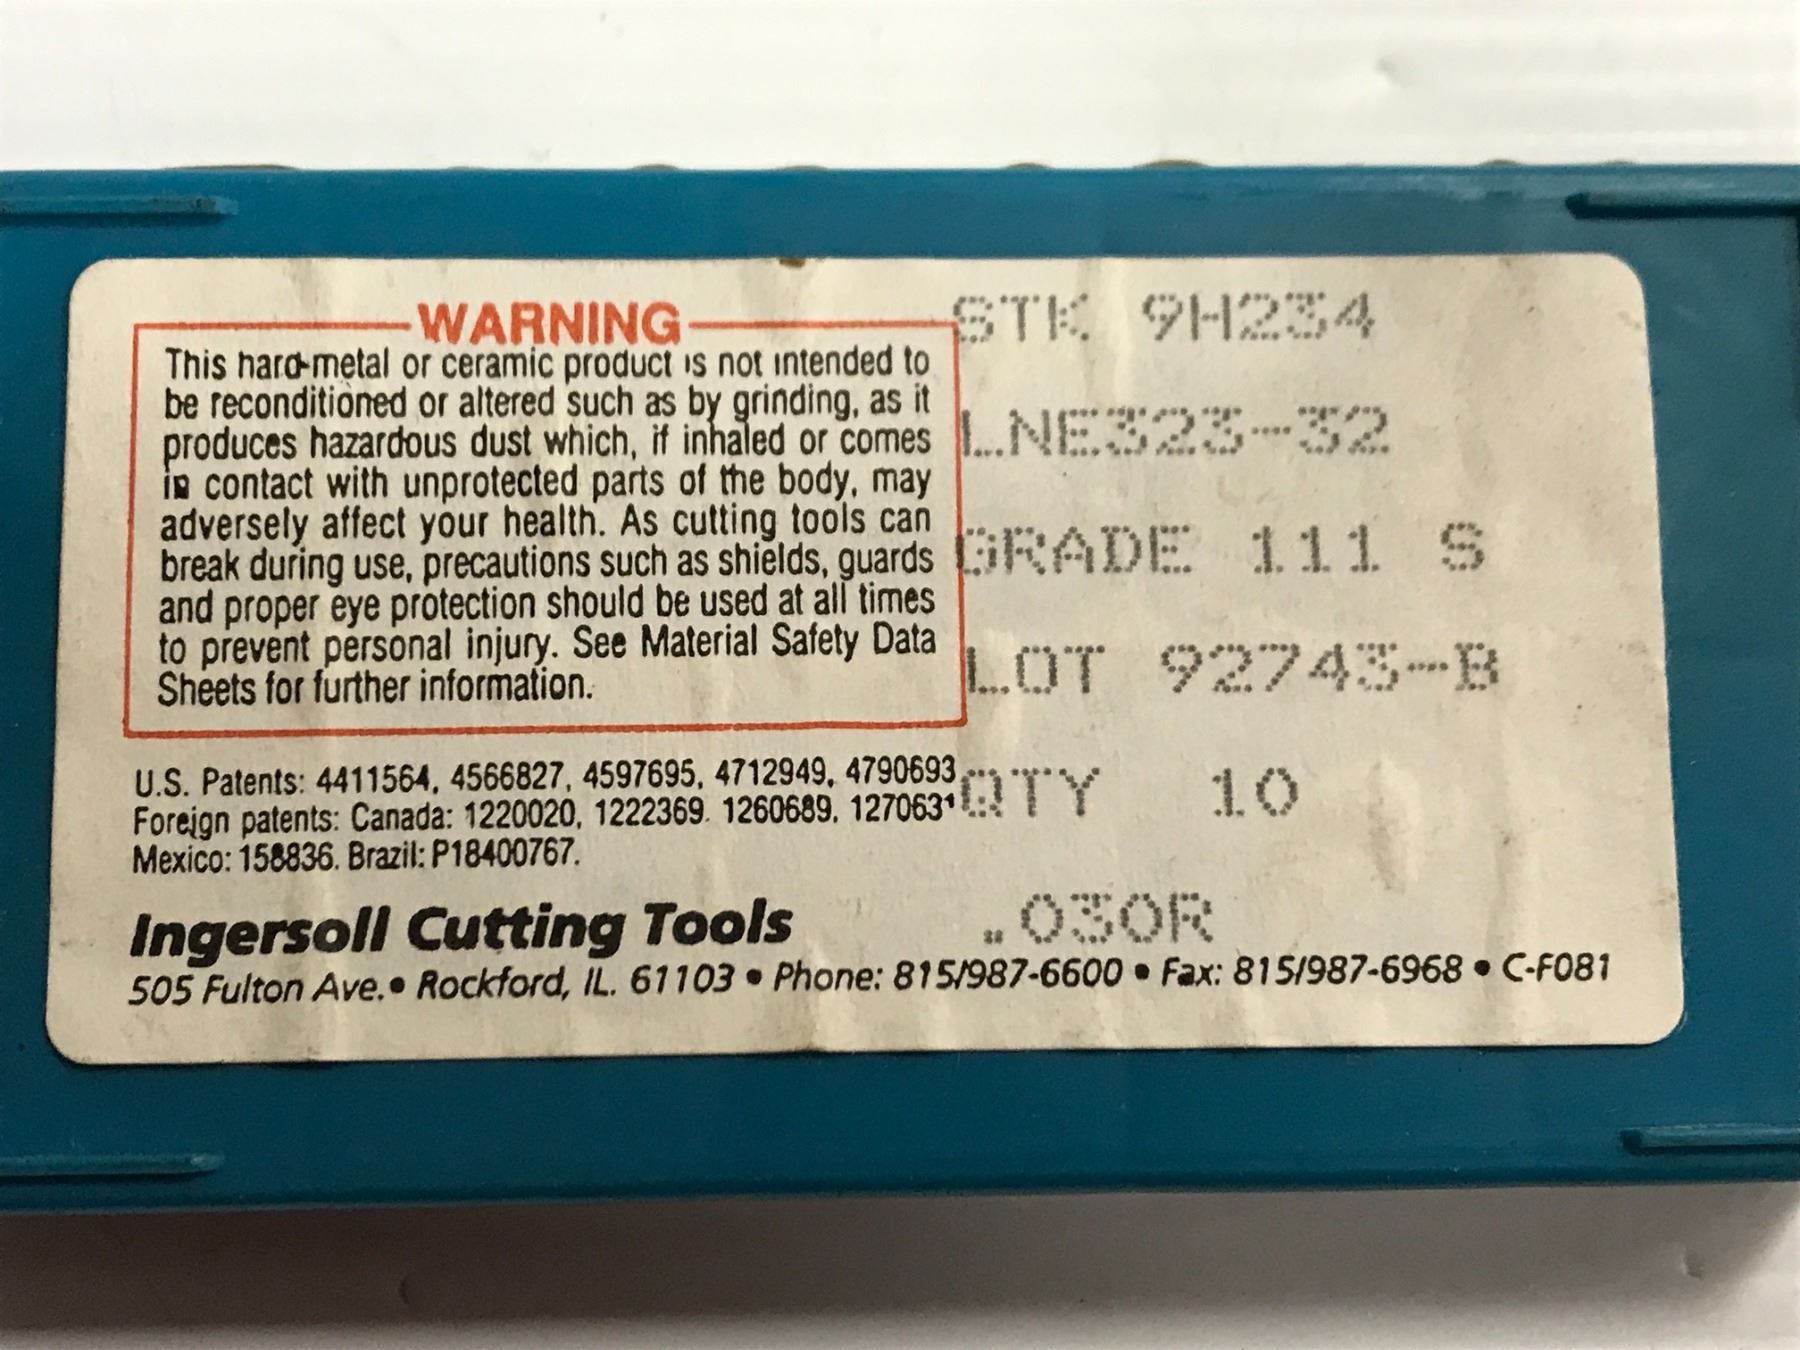 WARNING
This hard-metal or ceramic product is not intended to
be reconditioned or altered such as by grinding, as it
produces hazardous dust which, if inhaled or comes
in contact with unprotected parts of the body, may
adversely affect your health. As cutting tools can
break during use, precautions such as shields, guards
and proper eye protection should be used at all times
to prevent personal injury. See Material Safety Data
Sheets for further information.
U.S. Patents: 4411564, 4566827, 4597695, 4712949, 4790693
Foreign patents: Canada: 1220020, 1222369. 1260689, 1270631
Mexico: 158836. Brazil: P18400767.
Ingersoll Cutting Tools
505 Fulton Ave.• Rockford, IL. 61103 • Phone: 815/987-6600 • Fax: 815/987-6968 • C-F081
STK 9H234
LNE323-32
GRADE 111 S
LOT 92743-B
QTY 10
.030R